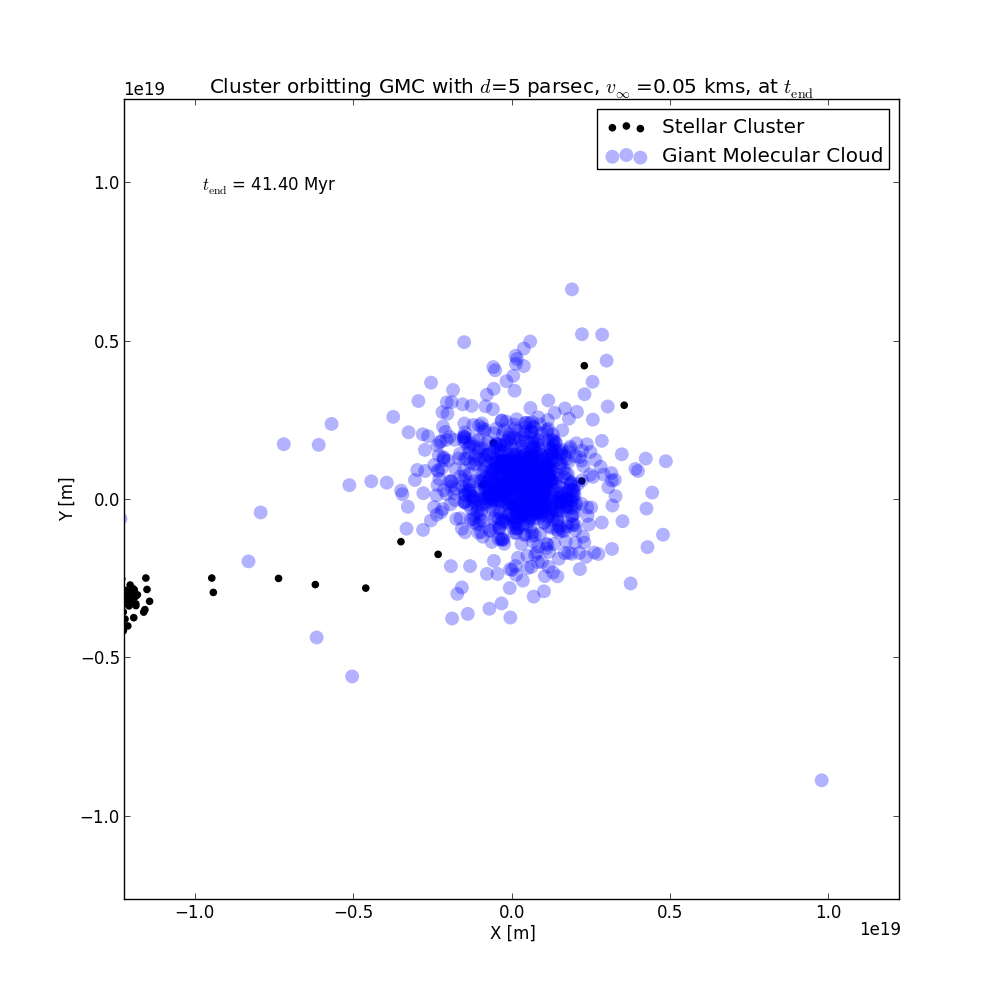 1e19
Cluster orbitting GMC with d=5 parsec, v∞ =0.05 kms, at t_end
Stellar Cluster
Giant Molecular Cloud
t_end = 41.40 Myr
1.0
0.5
0.0
−0.5
−1.0
Y [m]
−1.0
−0.5
0.0
0.5
1.0
X [m]
1e19